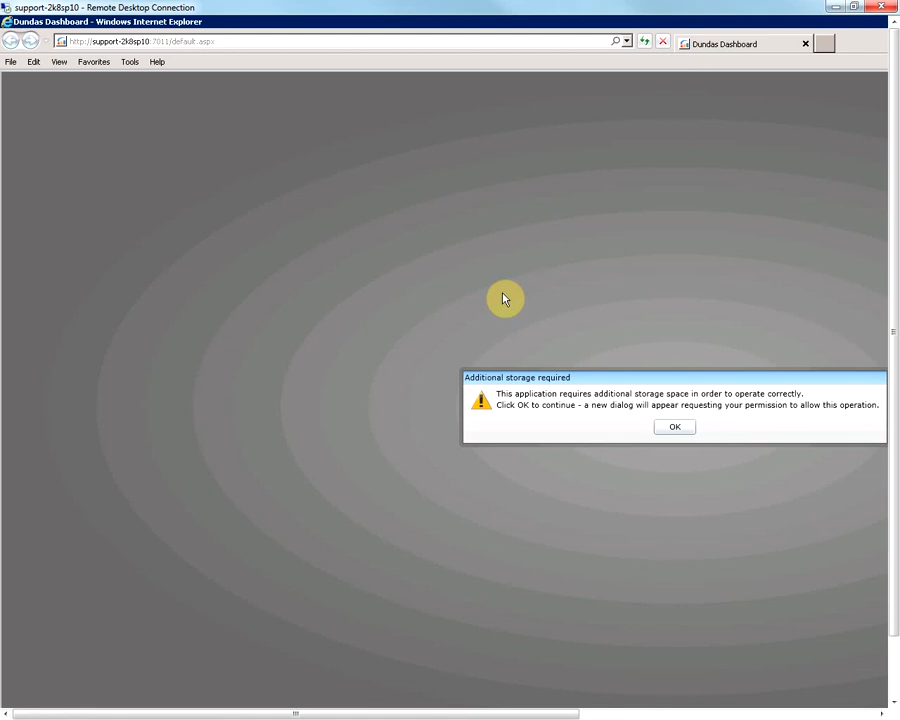 support-2k8sp10 - Remote Desktop Connection
Dundas Dashboard - Windows Internet Explorer
http://support-2k8sp10:7011/default.aspx
Dundas Dashboard
File Edit View Favorites Tools Help
Additional storage required
This application requires additional storage space in order to operate correctly.
Click OK to continue - a new dialog will appear requesting your permission to allow this operation.
OK